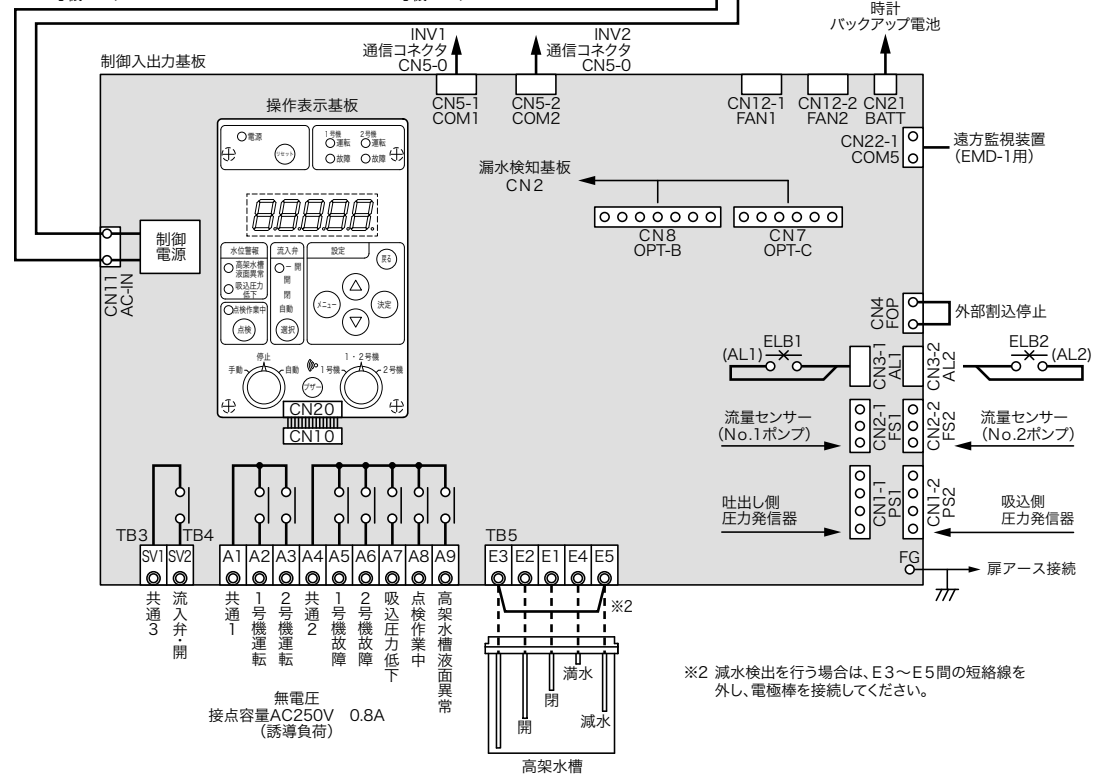 時計
バックアップ電池
INV1
通信コネクタ
CN5-0
INV2
通信コネクタ
CN5-0
制御入出力基板
CN5-1
COM1
CN5-2
COM2
CN12-1
FAN1
CN12-2
FAN2
CN21
BATT
CN22-1
COM5
遠方監視装置
(EMD-1用)
操作表示基板
電源
リセット
1号機
2号機
運転
運転
故障
故障
漏水検知基板
CN2
CN8
OPT-B
CN7
OPT-C
制御
電源
CN11
AC-IN
水位警報
流入弁
設定
高架水槽
液面異常
吸込圧力
低下
点検作業中
点検
開
開
閉
自動
選択
戻る
メニュー
決定
停止
手動
自動
ブザー
1・2号機
1号機
2号機
CN20
CN10
CN4
FOP
外部割込停止
(AL1)
ELB1
CN3-1
AL1
CN3-2
AL2
ELB2
(AL2)
流量センサー
(No.1ポンプ)
CN2-1
FS1
CN2-2
FS2
流量センサー
(No.2ポンプ)
吐出し側
圧力発信器
CN1-1
PS1
CN1-2
PS2
吸込側
圧力発信器
FG
扉アース接続
TB3
TB4
TB5
SV1
SV2
A1
A2
A3
A4
A5
A6
A7
A8
A9
E3
E2
E1
E4
E5
共通3
流入弁・開
共通1
1号機運転
2号機運転
共通2
1号機故障
2号機故障
吸込圧力低下
点検作業中
高架水槽液面異常
※2
満水
閉
開
減水
高架水槽
無電圧
接点容量AC250V 0.8A
(誘導負荷)
※2 減水検出を行う場合は、E3～E5間の短絡線を
外し、電極棒を接続してください。